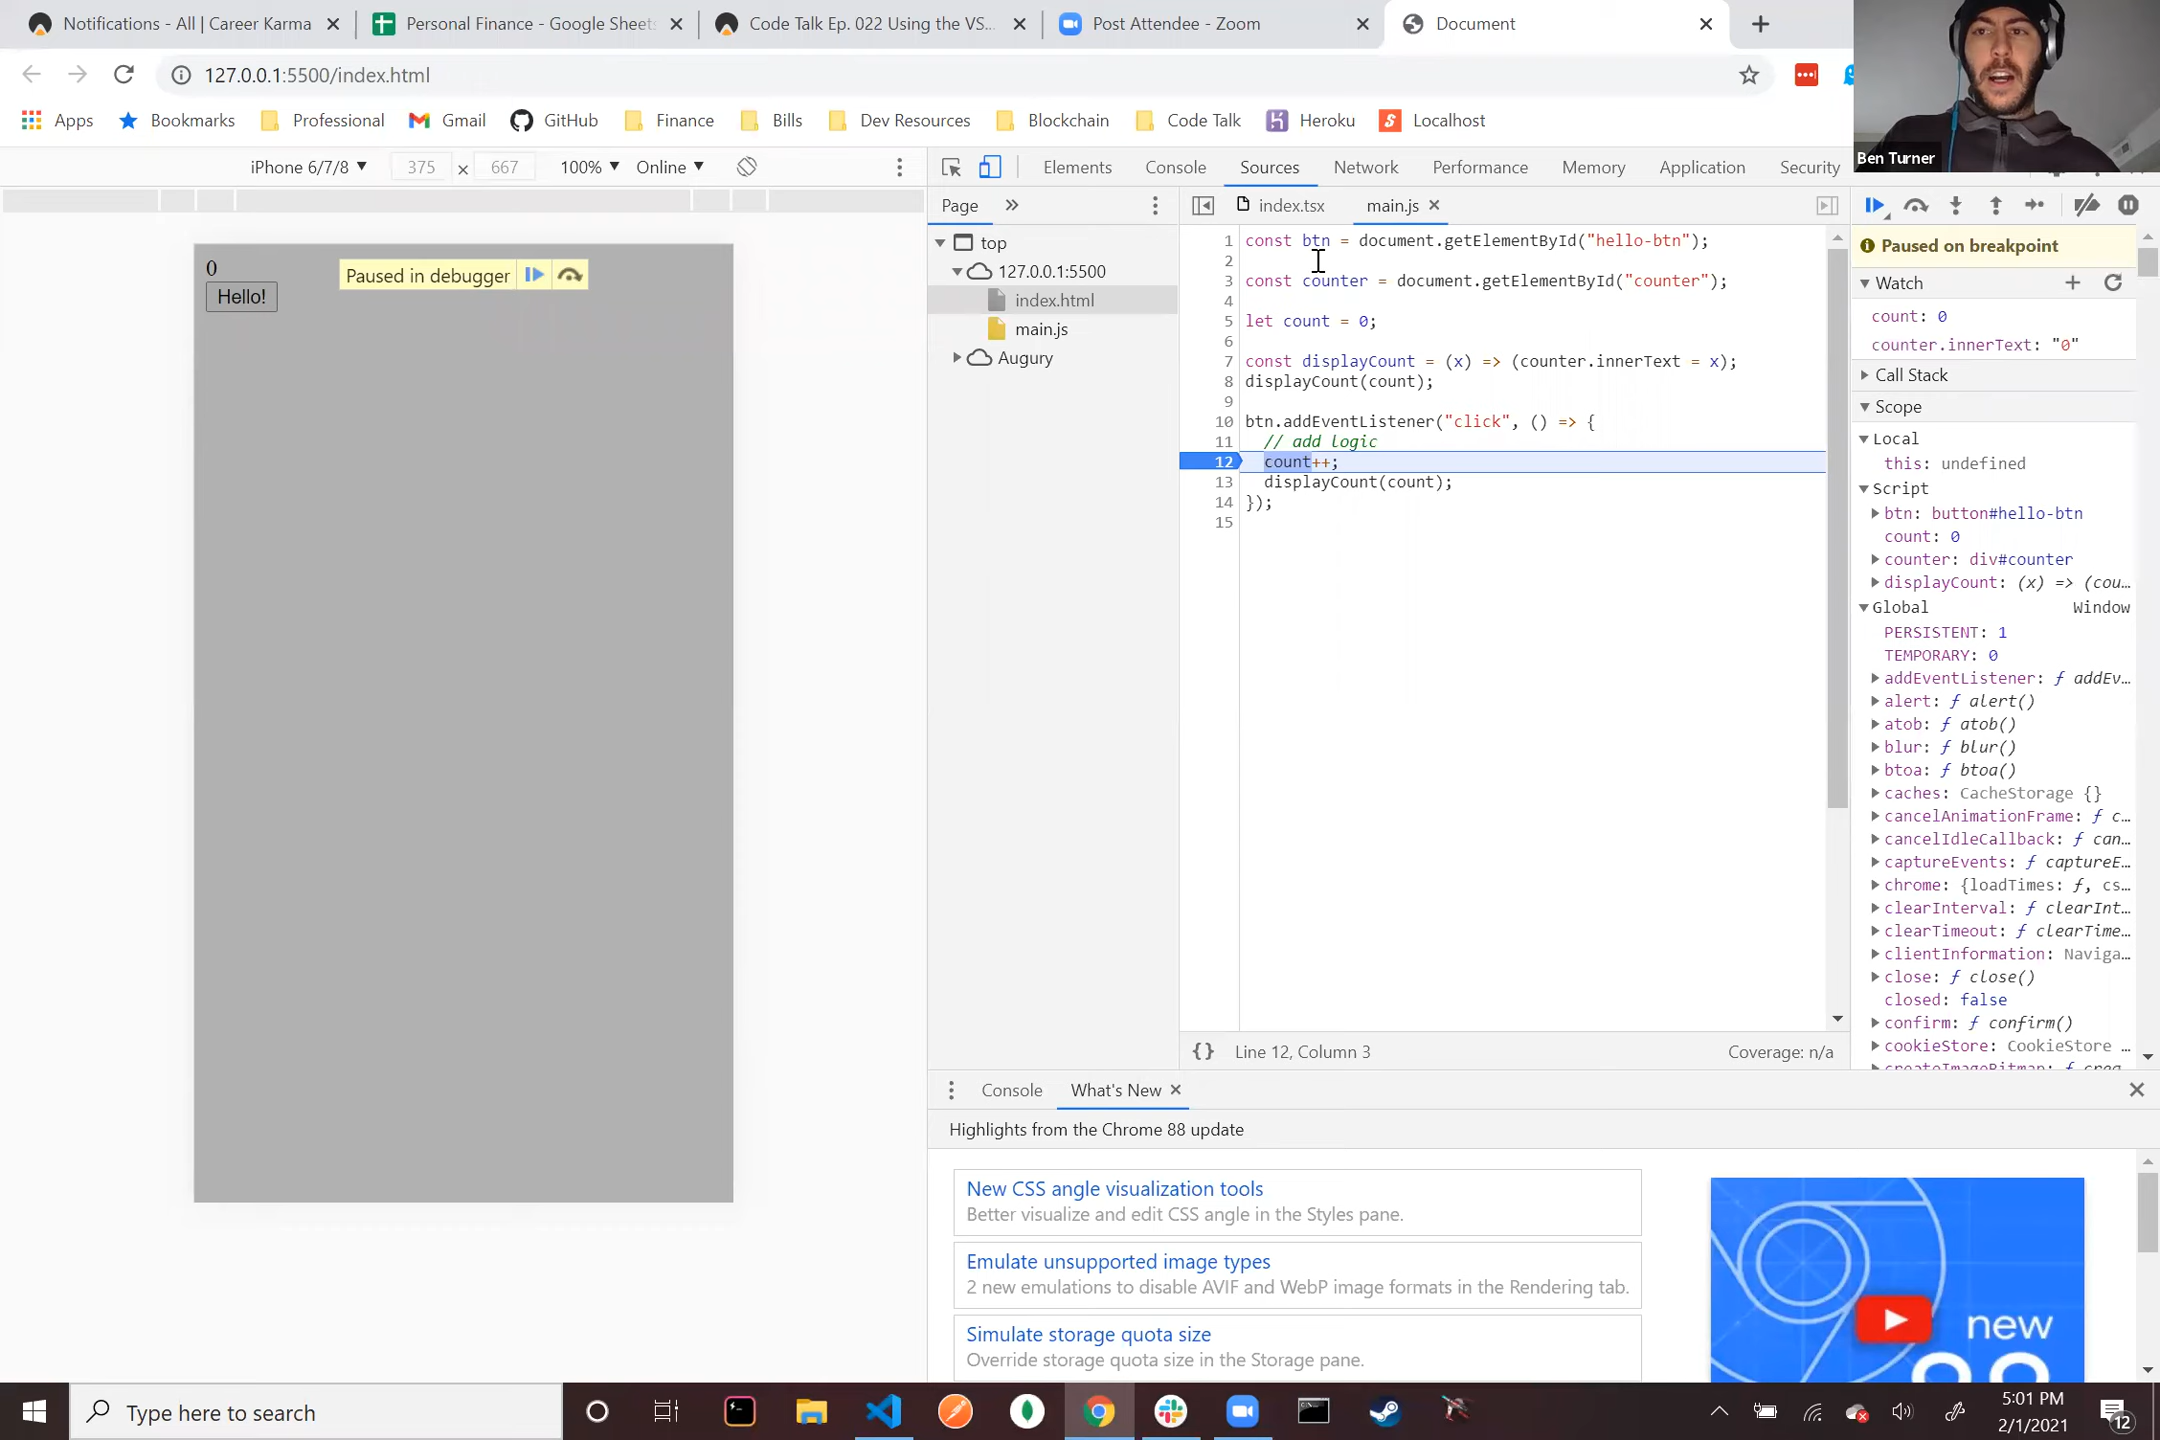 Notifications - All | Career Karma
Personal Finance - Google Sheets
Code Talk Ep. 022 Using the VS...
Post Attendee - Zoom
Document
127.0.0.1:5500/index.html
Apps
Bookmarks
Professional
Gmail
GitHub
Finance
Bills
Dev Resources
Blockchain
Code Talk
Heroku
Localhost
Ben Turner
iPhone 6/7/8 ▼
375 × 667
100% ▼
Online ▼
Elements
Console
Sources
Network
Performance
Memory
Application
Security
Page
index.tsx
main.js
top
127.0.0.1:5500
index.html
main.js
Augury
0
Hello!
Paused in debugger
1 const btn = document.getElementById("hello-btn");
2
3 const counter = document.getElementById("counter");
4
5 let count = 0;
6
7 const displayCount = (x) => (counter.innerText = x);
8 displayCount(count);
9
10 btn.addEventListener("click", () => {
11 // add logic
12 count++;
13 displayCount(count);
14 });
15
{} Line 12, Column 3
Coverage: n/a
Paused on breakpoint
Watch
count: 0
counter.innerText: "0"
Call Stack
Scope
Local
this: undefined
Script
btn: button#hello-btn
count: 0
counter: div#counter
displayCount: (x) => (cou…
Global Window
PERSISTENT: 1
TEMPORARY: 0
addEventListener: ƒ addEv…
alert: ƒ alert()
atob: ƒ atob()
blur: ƒ blur()
btoa: ƒ btoa()
caches: CacheStorage {}
cancelAnimationFrame: ƒ c…
cancelIdleCallback: ƒ can…
captureEvents: ƒ captureE…
chrome: {loadTimes: ƒ, cs…
clearInterval: ƒ clearInt…
clearTimeout: ƒ clearTime…
clientInformation: Naviga…
close: ƒ close()
closed: false
confirm: ƒ confirm()
cookieStore: CookieStore …
createImageBitmap: ƒ crea…
Console
What's New
Highlights from the Chrome 88 update
New CSS angle visualization tools
Better visualize and edit CSS angle in the Styles pane.
Emulate unsupported image types
2 new emulations to disable AVIF and WebP image formats in the Rendering tab.
Simulate storage quota size
Override storage quota size in the Storage pane.
new
Type here to search
5:01 PM
2/1/2021
12